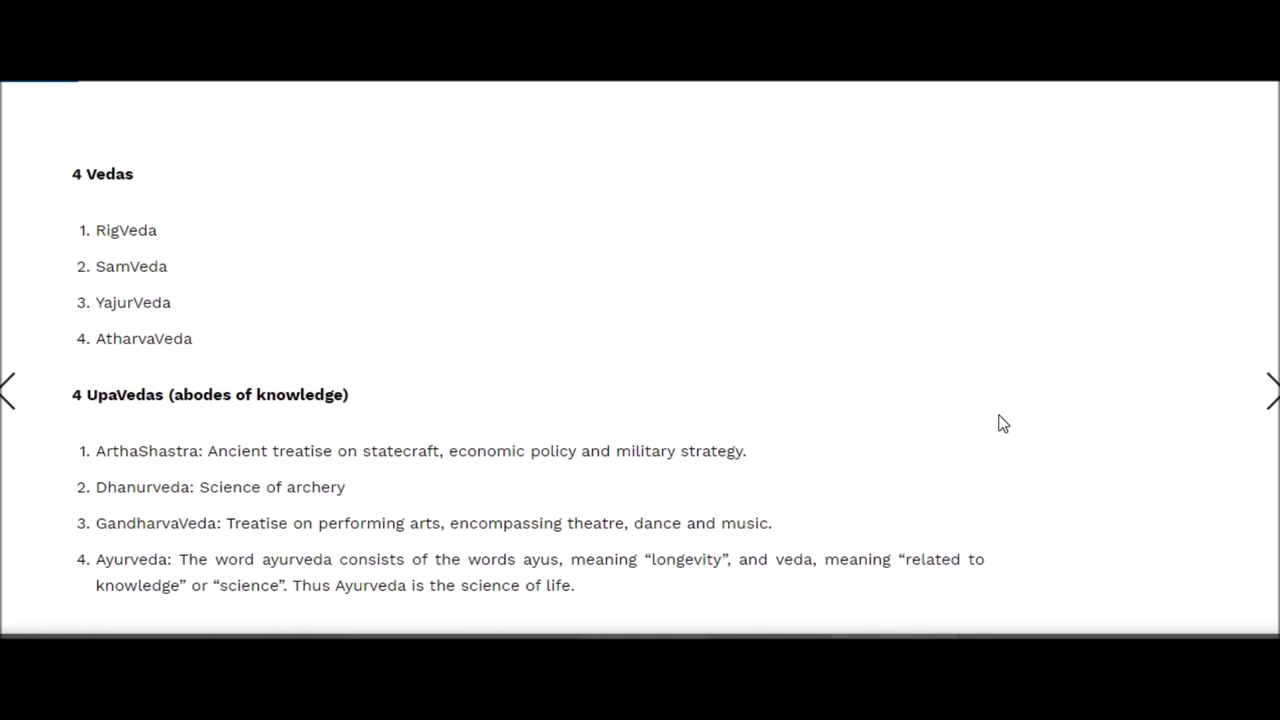 4 Vedas
1. RigVeda
2. SamVeda
3. YajurVeda
4. AtharvaVeda
4 UpaVedas (abodes of knowledge)
1. ArthaShastra: Ancient treatise on statecraft, economic policy and military strategy.
2. Dhanurveda: Science of archery
3. GandharvaVeda: Treatise on performing arts, encompassing theatre, dance and music.
4. Ayurveda: The word ayurveda consists of the words ayus, meaning “longevity”, and veda, meaning “related to
knowledge” or “science”. Thus Ayurveda is the science of life.